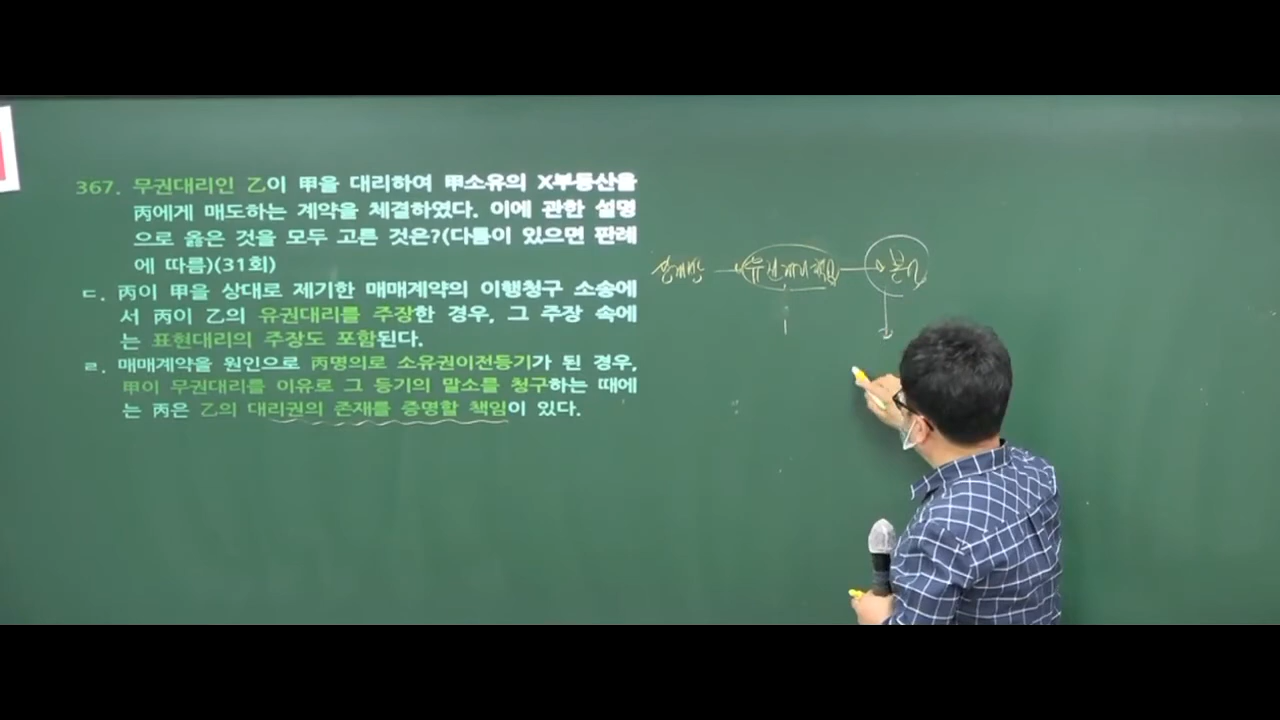 367. 무권대리인 乙이 甲을 대리하여 甲소유의 X부동산을
丙에게 매도하는 계약을 체결하였다. 이에 관한 설명
으로 옳은 것을 모두 고른 것은?(다툼이 있으면 판례
에 따름)(31회)
ㄷ. 丙이 甲을 상대로 제기한 매매계약의 이행청구 소송에
서 丙이 乙의 유권대리를 주장한 경우, 그 주장 속에
는 표현대리의 주장도 포함된다.
ㄹ. 매매계약을 원인으로 丙명의로 소유권이전등기가 된 경우,
甲이 무권대리를 이유로 그 등기의 말소를 청구하는 때에
는 丙은 乙의 대리권의 존재를 증명할 책임이 있다.
상대방